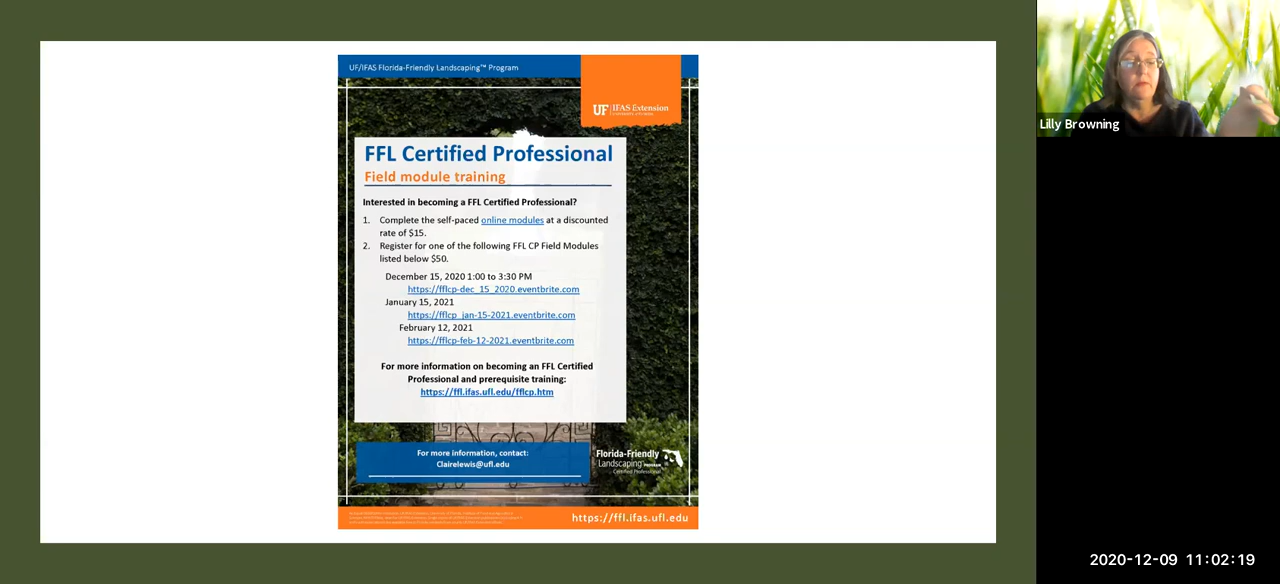 UF/IFAS Florida-Friendly Landscaping™ Program
UF IFAS Extension
UNIVERSITY of FLORIDA
FFL Certified Professional
Field module training
Interested in becoming a FFL Certified Professional?
1. Complete the self-paced online modules at a discounted
rate of $15.
2. Register for one of the following FFL CP Field Modules
listed below $50.
December 15, 2020 1:00 to 3:30 PM
https://fflcp-dec_15_2020.eventbrite.com
January 15, 2021
https://fflcp_jan-15-2021.eventbrite.com
February 12, 2021
https://fflcp-feb-12-2021.eventbrite.com
For more information on becoming an FFL Certified
Professional and prerequisite training:
https://ffl.ifas.ufl.edu/fflcp.htm
For more information, contact:
Clairelewis@ufl.edu
Florida-Friendly
Landscaping PROGRAM
Certified Professional
https://ffl.ifas.ufl.edu
Lilly Browning
2020-12-09 11:02:19